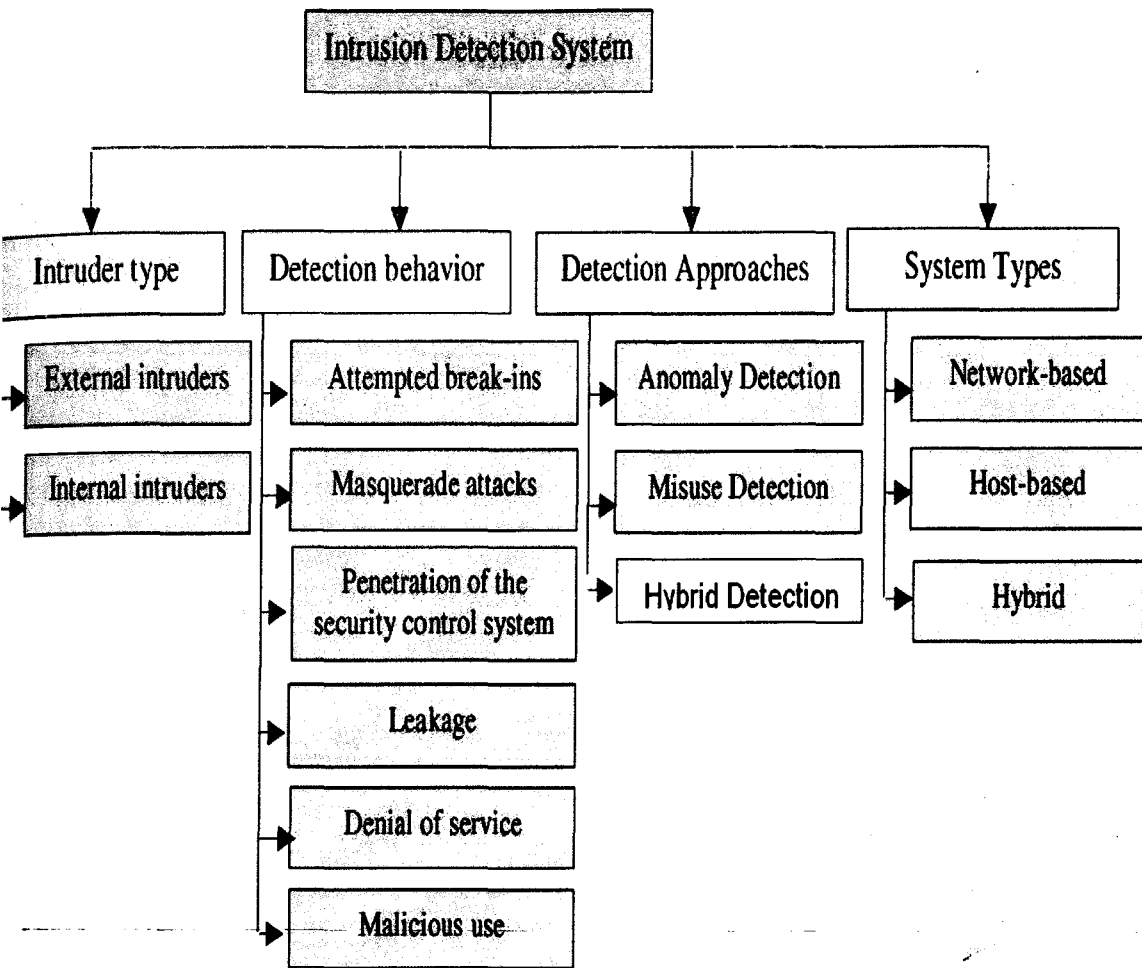 Intrusion Detection System
Intruder type
Detection behavior
Detection Approaches
System Types
External intruders
Internal intruders
Attempted break-ins
Masquerade attacks
Penetration of the
security control system
Leakage
Denial of service
Malicious use
Anomaly Detection
Misuse Detection
Hybrid Detection
Network-based
Host-based
Hybrid